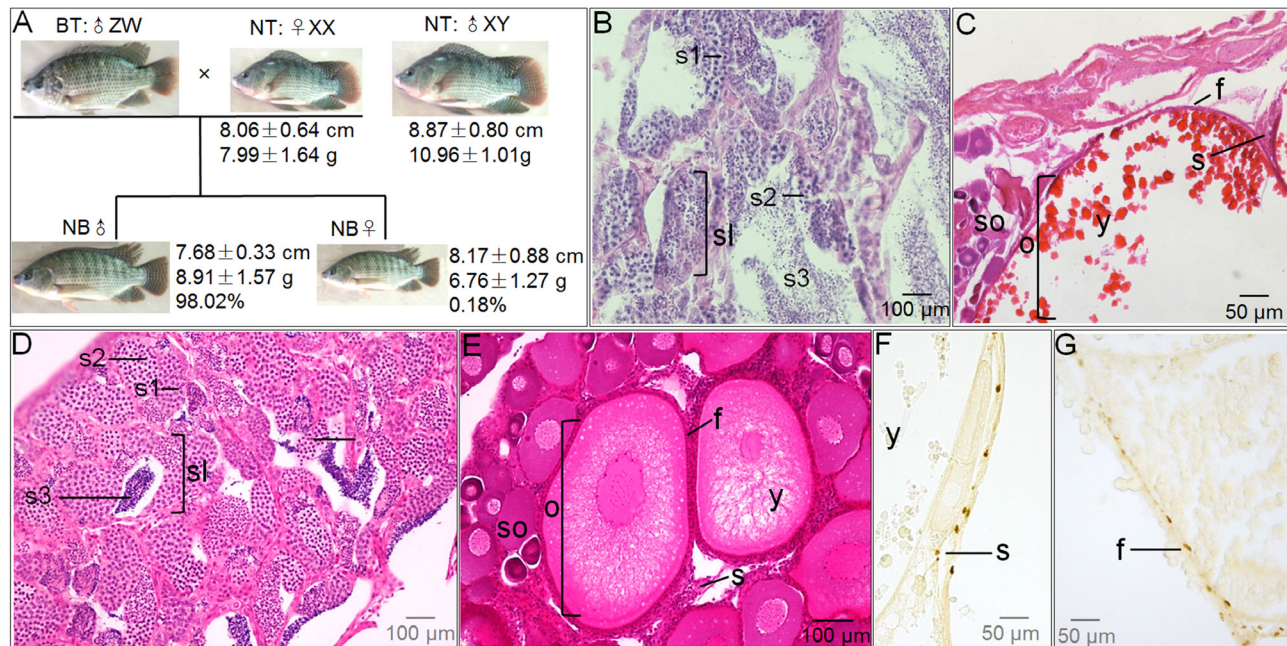 A
BT: ♂ZW
NT: ♀XX
NT: ♂XY
×
8.06±0.64 cm
7.99±1.64 g
8.87±0.80 cm
10.96±1.01g
NB♂
7.68±0.33 cm
8.91±1.57 g
98.02%
NB♀
8.17±0.88 cm
6.76±1.27 g
0.18%
B
s1
s2
sl
s3
100 μm
C
f
s
so
o
y
50 μm
D
s2
s1
sl
s3
100 μm
E
f
o
y
so
s
100 μm
F
y
s
50 μm
G
f
50 μm